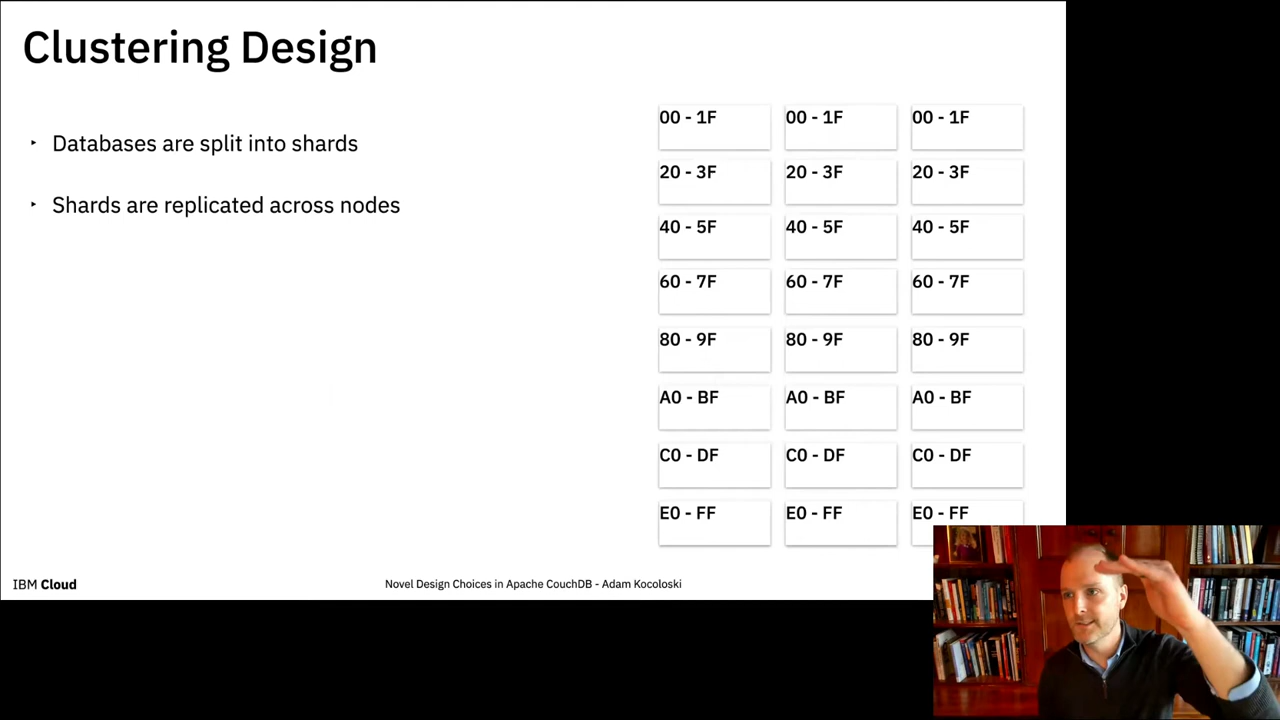 Clustering Design
‣ Databases are split into shards
‣ Shards are replicated across nodes
00 - 1F 00 - 1F 00 - 1F
20 - 3F 20 - 3F 20 - 3F
40 - 5F 40 - 5F 40 - 5F
60 - 7F 60 - 7F 60 - 7F
80 - 9F 80 - 9F 80 - 9F
A0 - BF A0 - BF A0 - BF
C0 - DF C0 - DF C0 - DF
E0 - FF E0 - FF E0 - FF
IBM Cloud
Novel Design Choices in Apache CouchDB - Adam Kocoloski